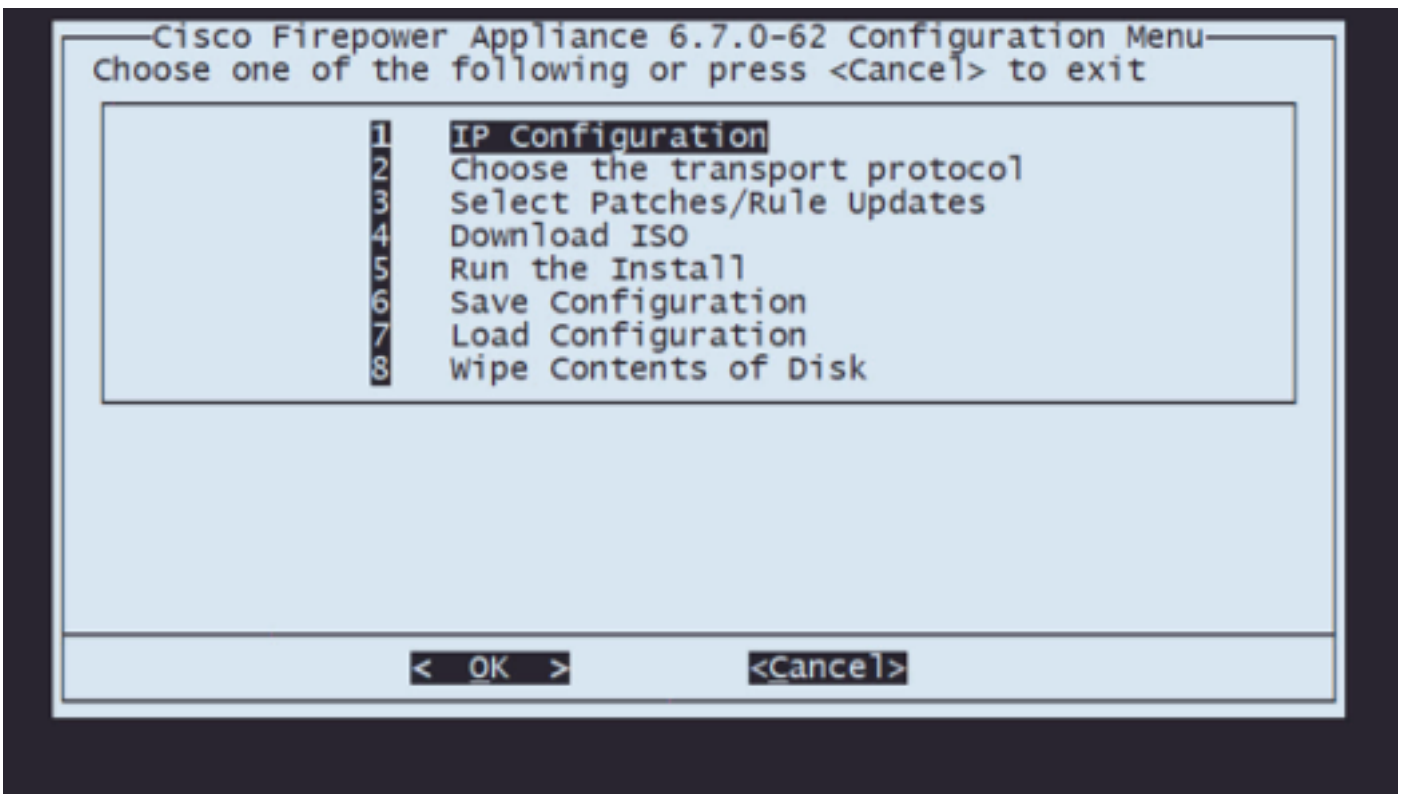 Cisco Firepower Appliance 6.7.0-62 Configuration Menu
Choose one of the following or press <Cancel> to exit
1 IP Configuration
2 Choose the transport protocol
3 Select Patches/Rule Updates
4 Download ISO
5 Run the Install
6 Save Configuration
7 Load Configuration
8 Wipe Contents of Disk
< OK > <Cancel>